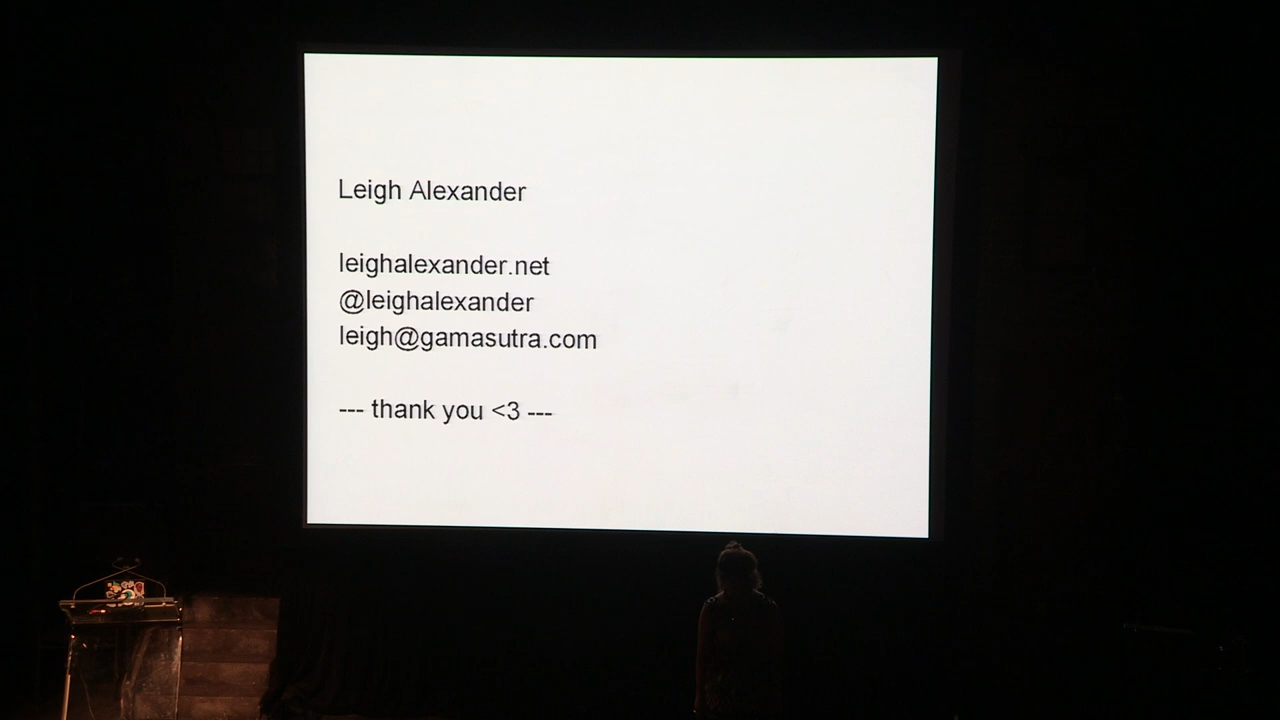 Leigh Alexander
leighalexander.net
@leighalexander
leigh@gamasutra.com
--- thank you <3 ---